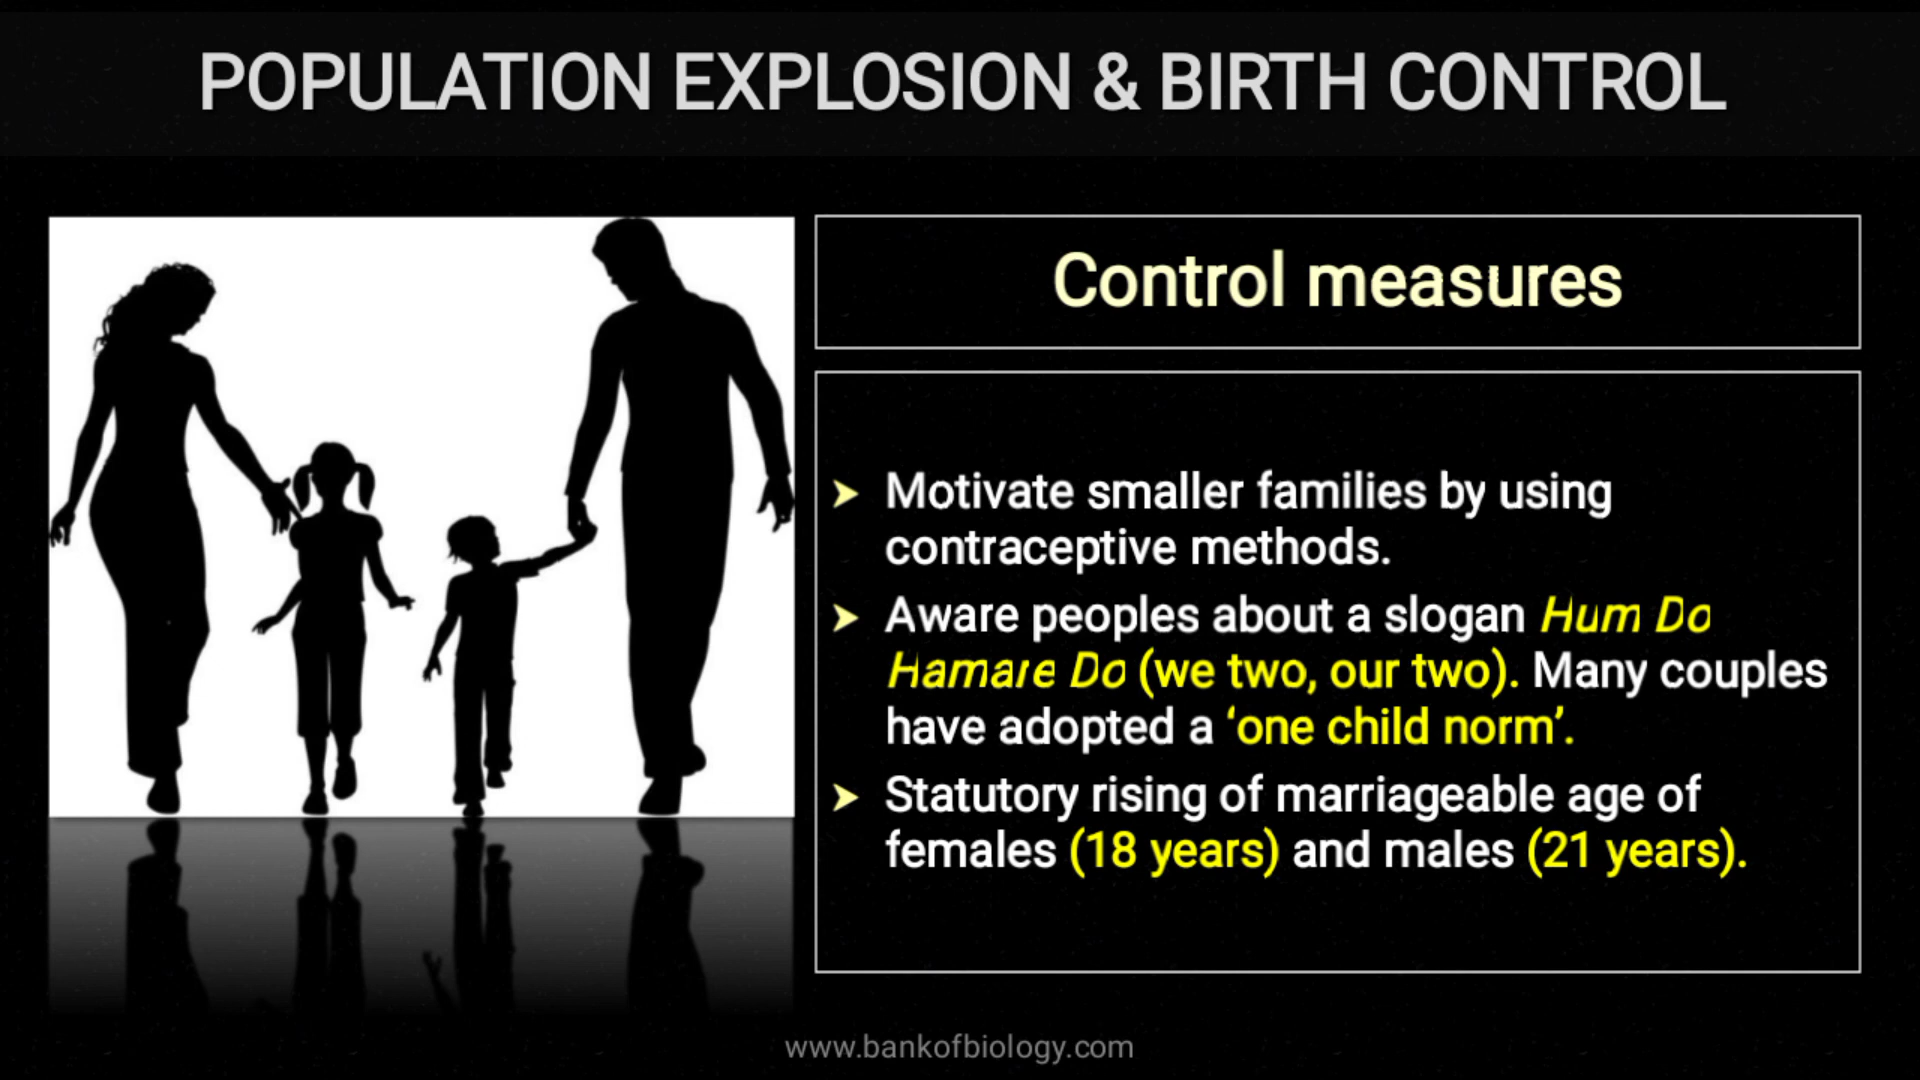 POPULATION EXPLOSION & BIRTH CONTROL
Control measures
➤ Motivate smaller families by using
contraceptive methods.
➤ Aware peoples about a slogan Hum Do
Hamare Do (we two, our two). Many couples
have adopted a ‘one child norm’.
➤ Statutory rising of marriageable age of
females (18 years) and males (21 years).
www.bankofbiology.com